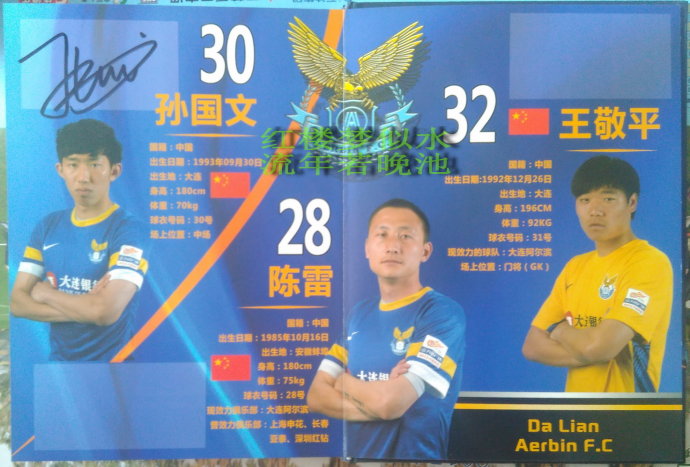 30
孙国文
国籍：中国
出生日期：1993年09月30日
出生地：大连
身高：180cm
体重：70kg
球衣号码：30号
场上位置：中场
28
陈雷
国籍：中国
出生日期：1985年10月16日
出生地：安徽蚌埠
身高：180cm
体重：75kg
球衣号码：28号
现效力俱乐部：大连阿尔滨
曾效力俱乐部：上海申花、长春
亚泰、深圳红钻
A
红楼梦似水
流年若晚池
32
王敬平
国籍：中国
出生日期:1992年12月26日
出生地：大连
身高：196CM
体重：92KG
球衣号码：31号
现效力的球队：大连阿尔滨
场上位置：门将（GK）
大连银行
大连银
Da Lian
Aerbin F.C